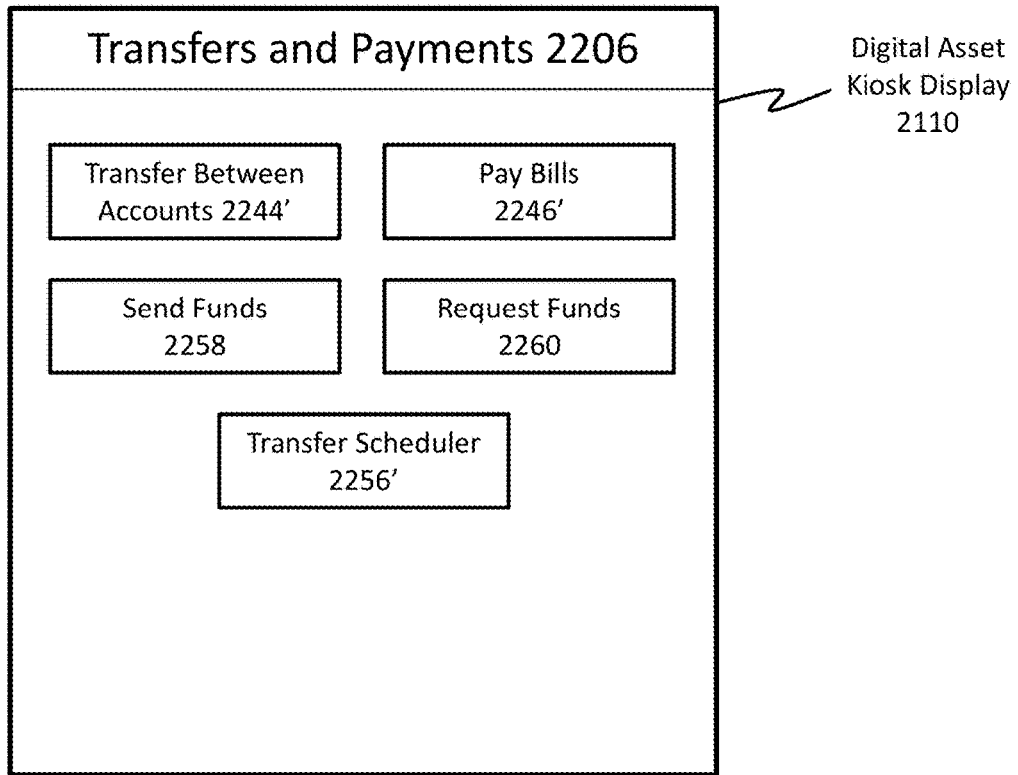 Transfers and Payments 2206
Digital Asset
Kiosk Display
2110
Transfer Between
Accounts 2244’
Pay Bills
2246’
Send Funds
2258
Request Funds
2260
Transfer Scheduler
2256’